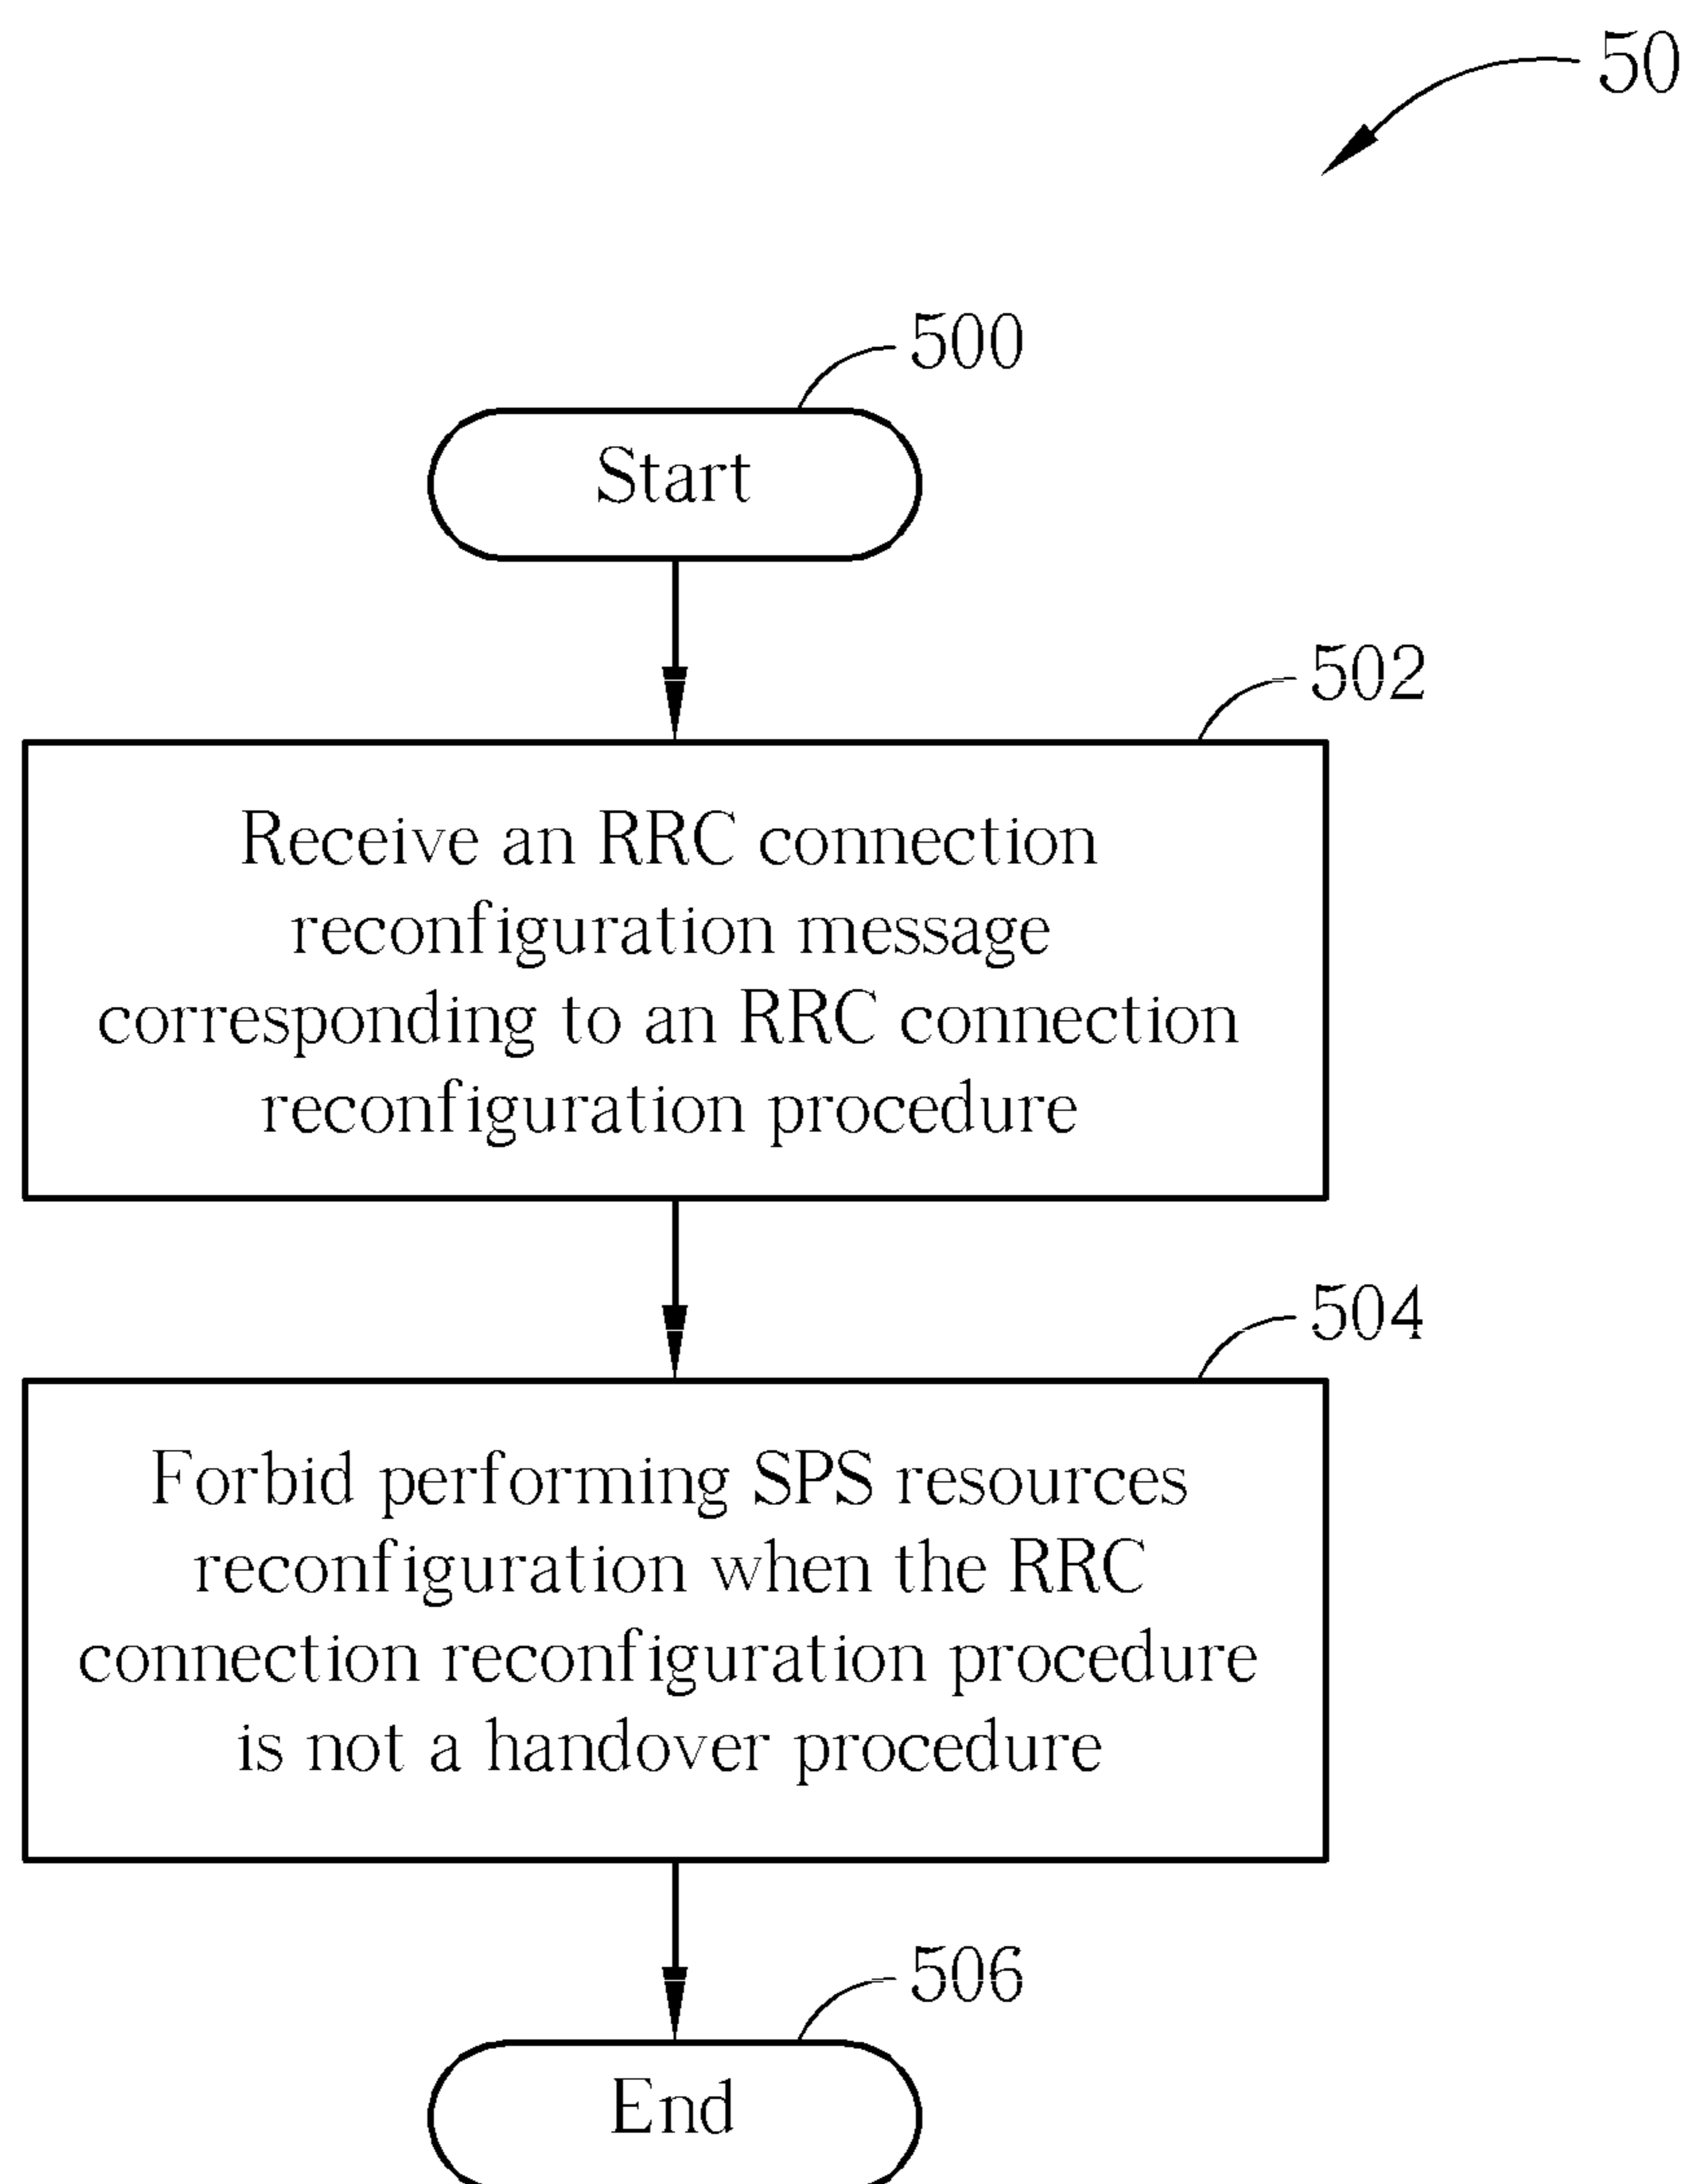 50
500
Start
502
Receive an RRC connection
reconfiguration message
corresponding to an RRC connection
reconfiguration procedure
504
Forbid performing SPS resources
reconfiguration when the RRC
connection reconfiguration procedure
is not a handover procedure
506
End